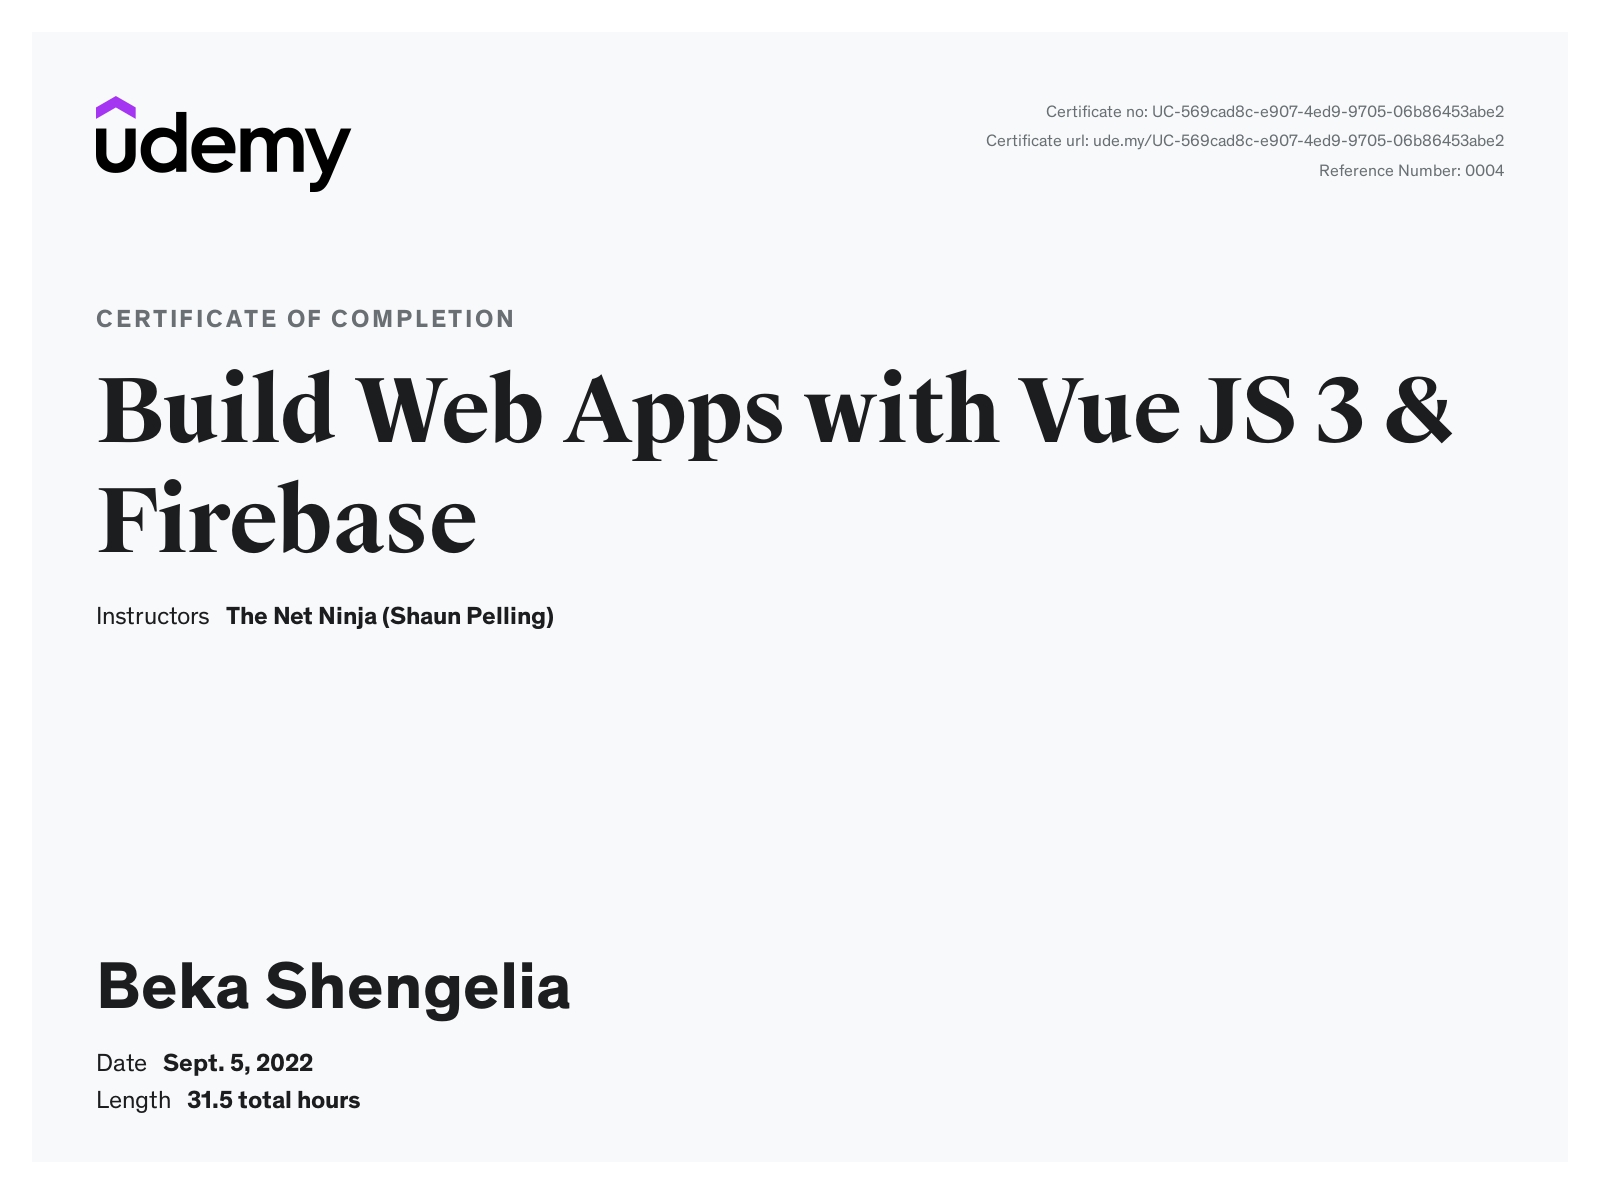 udemy
Certificate no: UC-569cad8c-e907-4ed9-9705-06b86453abe2
Certificate url: ude.my/UC-569cad8c-e907-4ed9-9705-06b86453abe2
Reference Number: 0004
CERTIFICATE OF COMPLETION
Build Web Apps with Vue JS 3 &
Firebase
Instructors The Net Ninja (Shaun Pelling)
Beka Shengelia
Date Sept. 5, 2022
Length 31.5 total hours